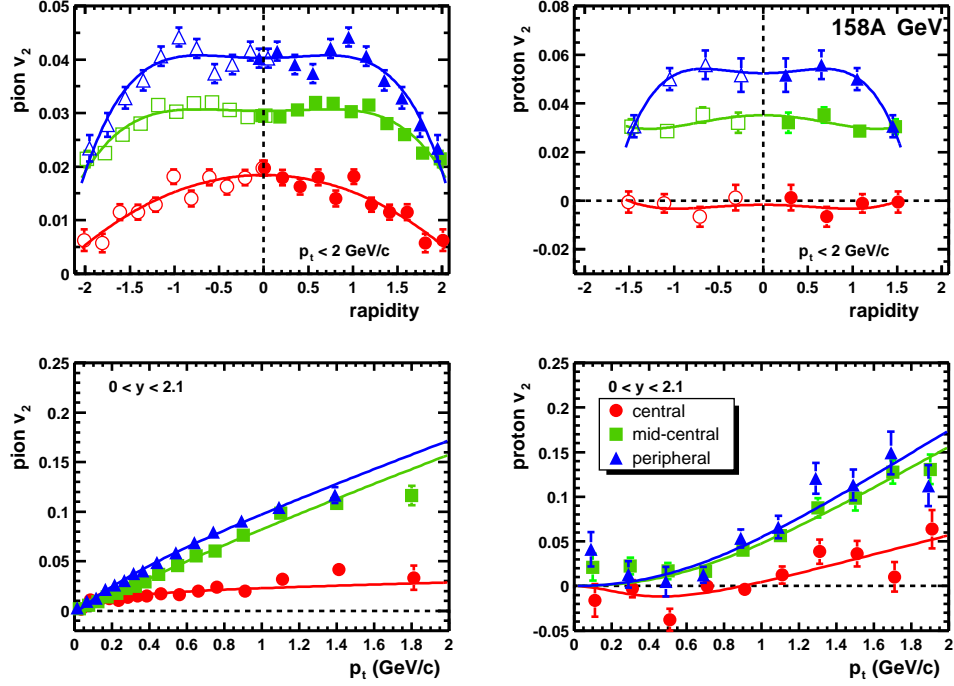 pion v2
0.05
0.04
0.03
0.02
0.01
0
pt < 2 GeV/c
-2 -1.5 -1 -0.5 0 0.5 1 1.5 2
rapidity
158A GeV
proton v2
0.08
0.06
0.04
0.02
0
-0.02
pt < 2 GeV/c
-2 -1.5 -1 -0.5 0 0.5 1 1.5 2
rapidity
pion v2
0 < y < 2.1
0.25
0.2
0.15
0.1
0.05
0
0 0.2 0.4 0.6 0.8 1 1.2 1.4 1.6 1.8 2
pt (GeV/c)
proton v2
0 < y < 2.1
central
mid-central
peripheral
0.25
0.2
0.15
0.1
0.05
0
-0.05
0 0.2 0.4 0.6 0.8 1 1.2 1.4 1.6 1.8 2
pt (GeV/c)